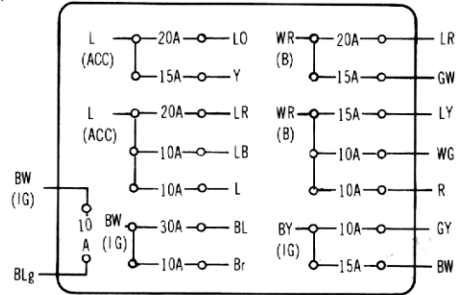 L 20A LO WR 20A LR
(ACC) (B)
15A Y 15A GW
L 20A LR WR 15A LY
(ACC) (B)
10A LB 10A WG
BW
(IG)
10A L 10A R
10 A
BW 30A BL BY 10A GY
(IG) (IG)
BLg 10A Br 15A BW